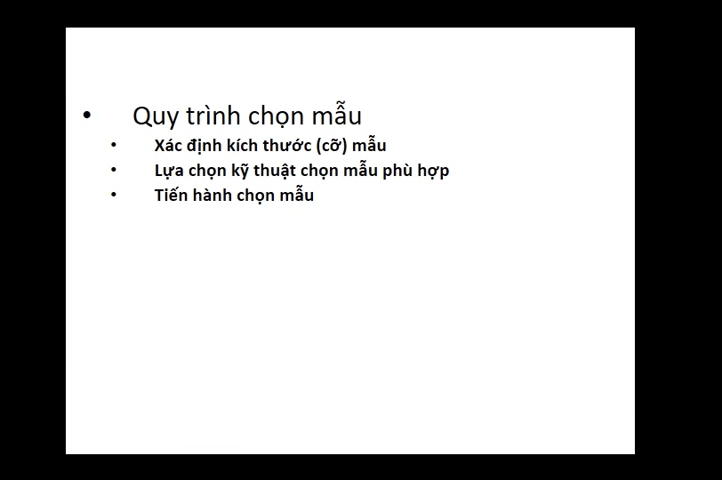 • Quy trình chọn mẫu
• Xác định kích thước (cỡ) mẫu
• Lựa chọn kỹ thuật chọn mẫu phù hợp
• Tiến hành chọn mẫu